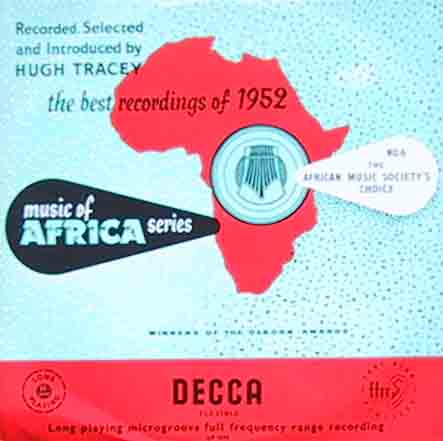 Recorded, Selected
and Introduced by
HUGH TRACEY
the best recordings of 1952
NO.6
THE
AFRICAN MUSIC SOCIETY'S
CHOICE
music of
AFRICA series
WINNERS OF THE OSBORN AWARDS
LONG
PLAYING
DECCA
ffrr
FLEXIBLE
Long playing microgroove full frequency range recording